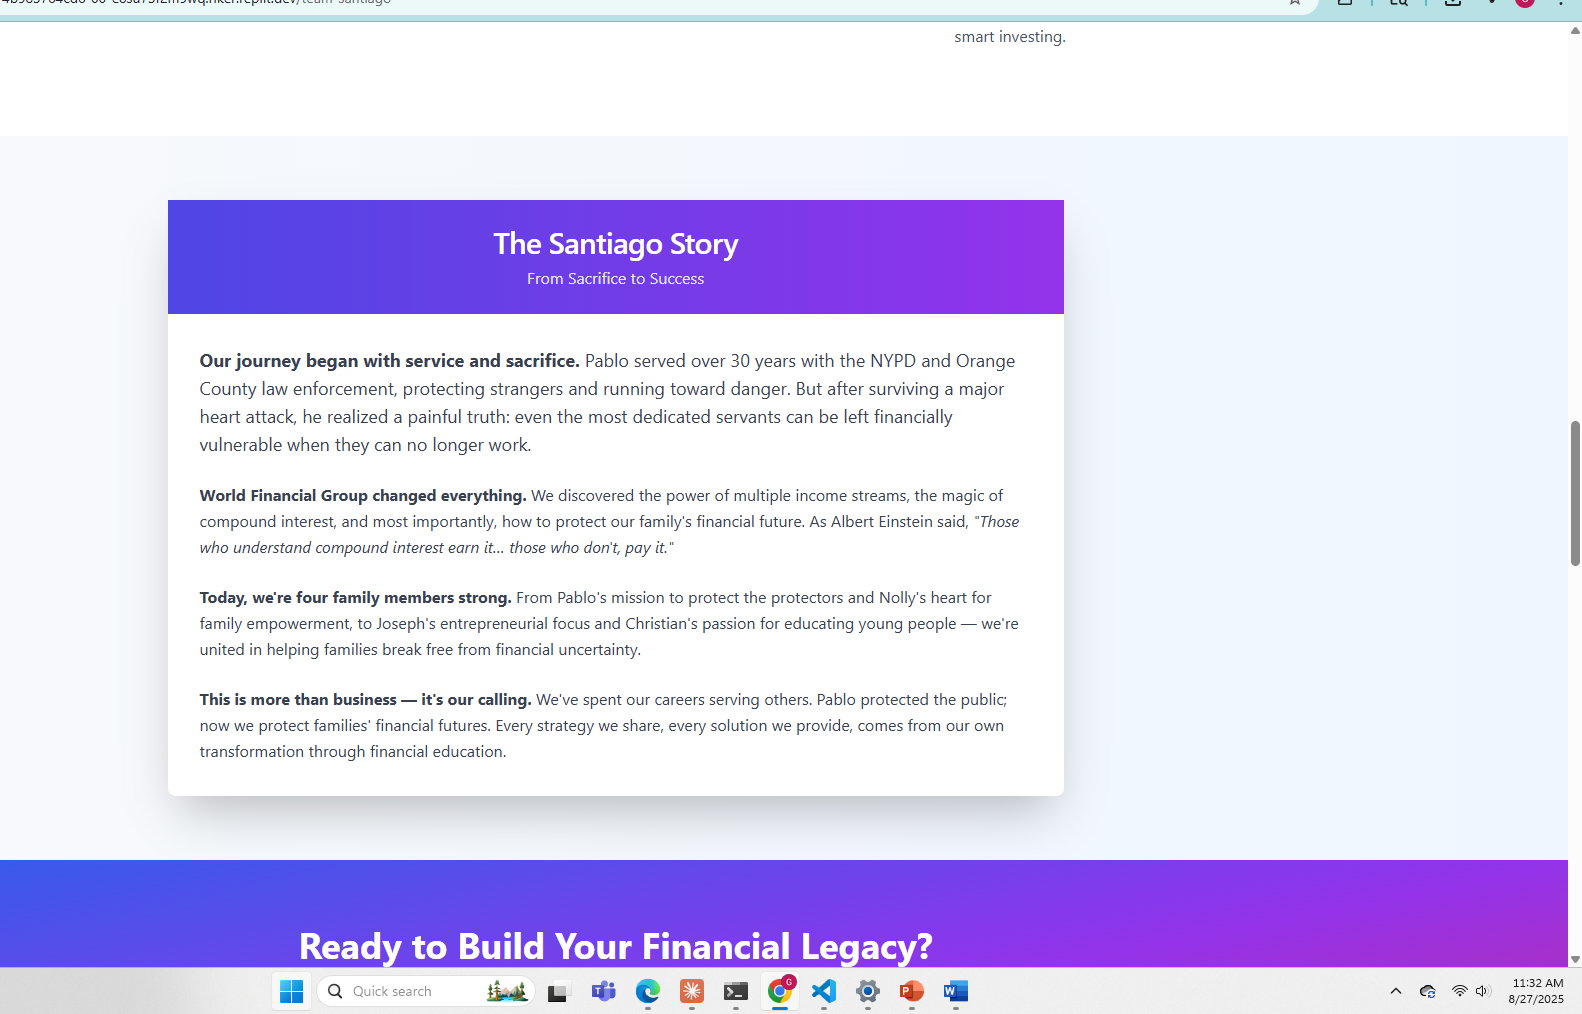 /team-santiago
smart investing.
The Santiago Story
From Sacrifice to Success
Our journey began with service and sacrifice. Pablo served over 30 years with the NYPD and Orange
County law enforcement, protecting strangers and running toward danger. But after surviving a major
heart attack, he realized a painful truth: even the most dedicated servants can be left financially
vulnerable when they can no longer work.
World Financial Group changed everything. We discovered the power of multiple income streams, the magic of
compound interest, and most importantly, how to protect our family's financial future. As Albert Einstein said, "Those
who understand compound interest earn it... those who don't, pay it."
Today, we're four family members strong. From Pablo's mission to protect the protectors and Nolly's heart for
family empowerment, to Joseph's entrepreneurial focus and Christian's passion for educating young people — we're
united in helping families break free from financial uncertainty.
This is more than business — it's our calling. We've spent our careers serving others. Pablo protected the public;
now we protect families' financial futures. Every strategy we share, every solution we provide, comes from our own
transformation through financial education.
Ready to Build Your Financial Legacy?
Quick search
G
11:32 AM
8/27/2025